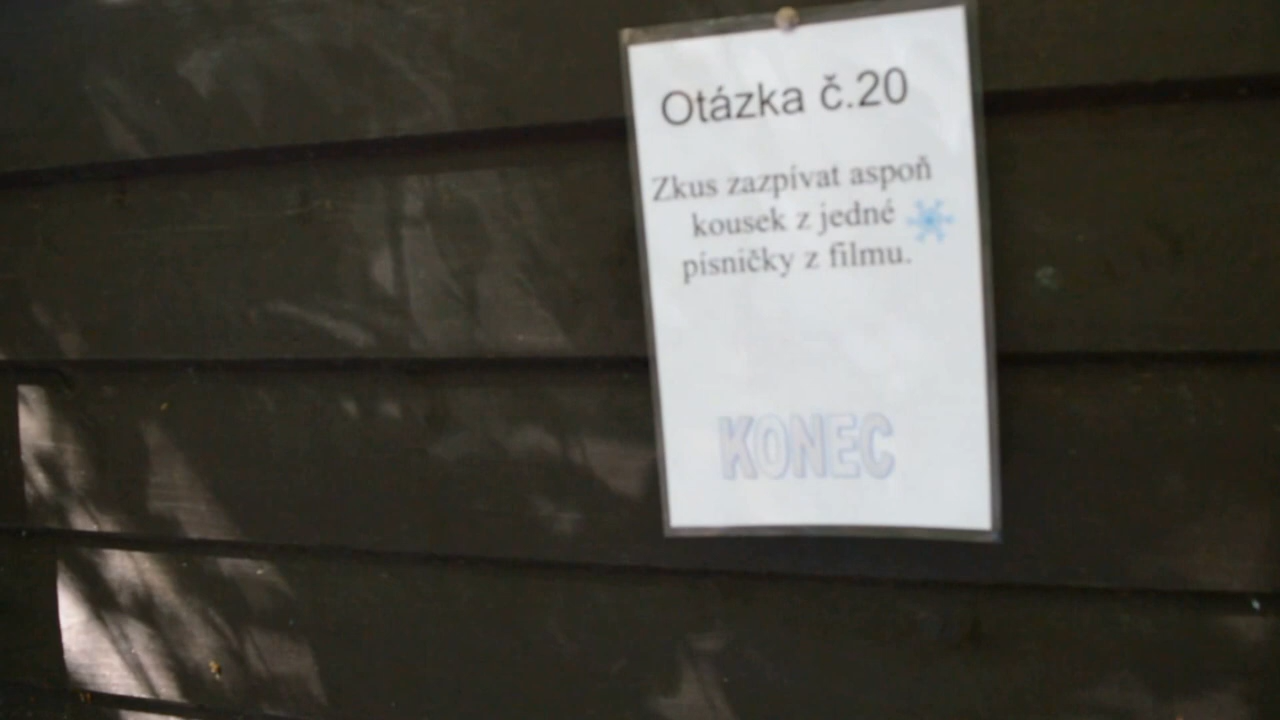 Otázka č.20
Zkus zazpívat aspoň
kousek z jedné
písničky z filmu.
KONEC